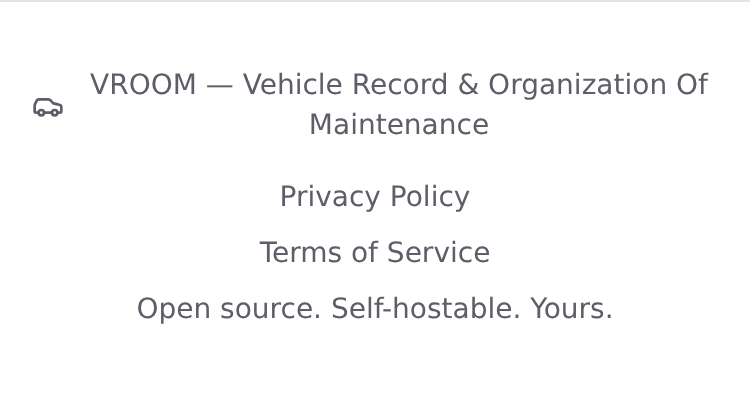 VROOM — Vehicle Record & Organization Of
Maintenance
Privacy Policy
Terms of Service
Open source. Self-hostable. Yours.